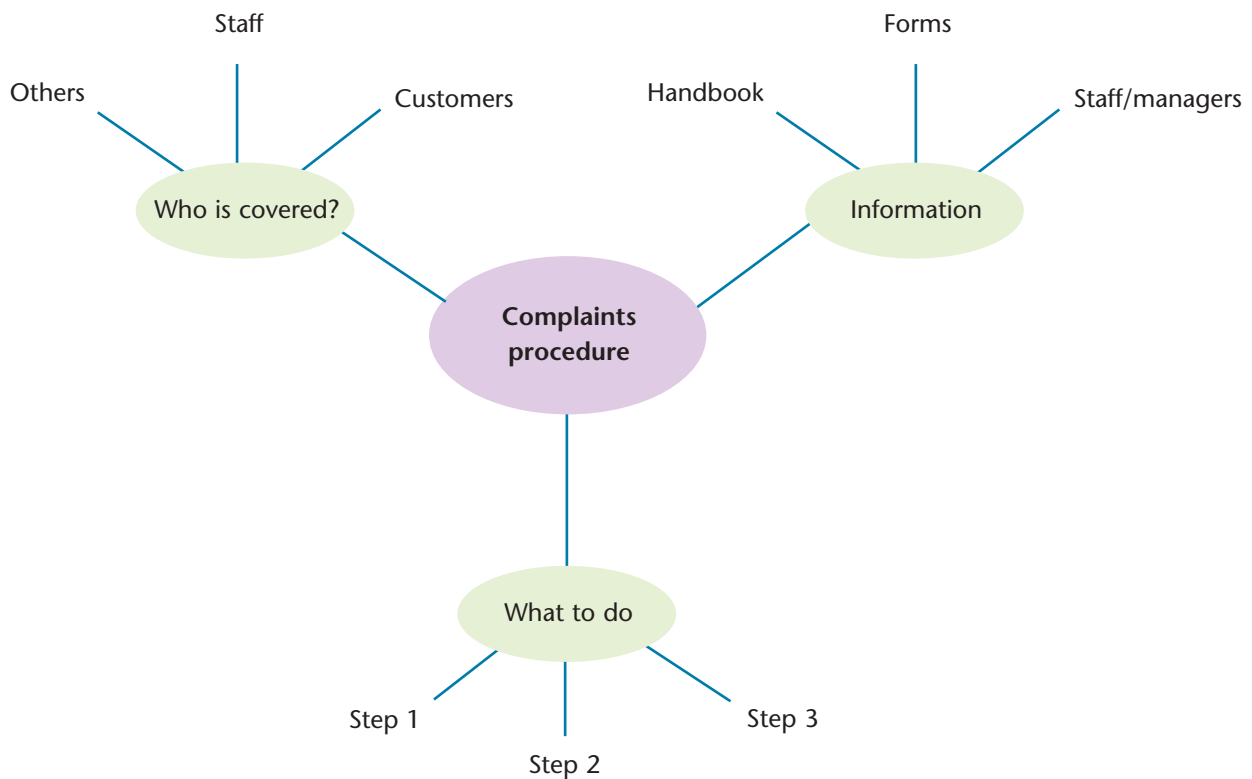 Staff
Others
Customers
Who is covered?
Forms
Handbook
Staff/managers
Information
Complaints
procedure
What to do
Step 1
Step 2
Step 3